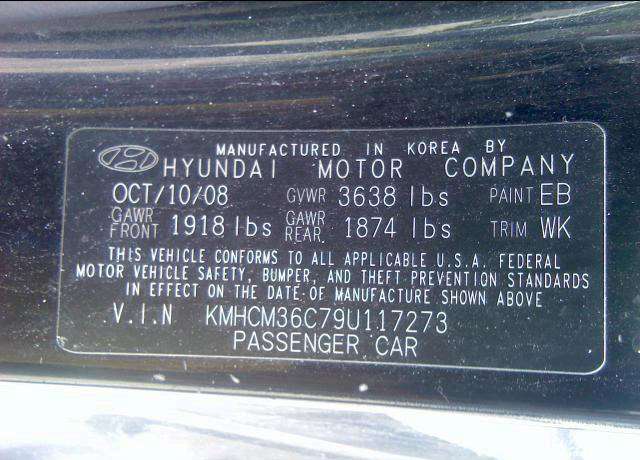 MANUFACTURED IN KOREA BY
HYUNDAI MOTOR COMPANY
OCT/10/08 GVWR 3638 lbs PAINT EB
GAWR FRONT 1918 lbs GAWR REAR. 1874 lbs TRIM WK
THIS VEHICLE CONFORMS TO ALL APPLICABLE U.S.A. FEDERAL
MOTOR VEHICLE SAFETY, BUMPER, AND THEFT PREVENTION STANDARDS
IN EFFECT ON THE DATE OF MANUFACTURE SHOWN ABOVE
V.I.N KMHCM36C79U117273
PASSENGER CAR